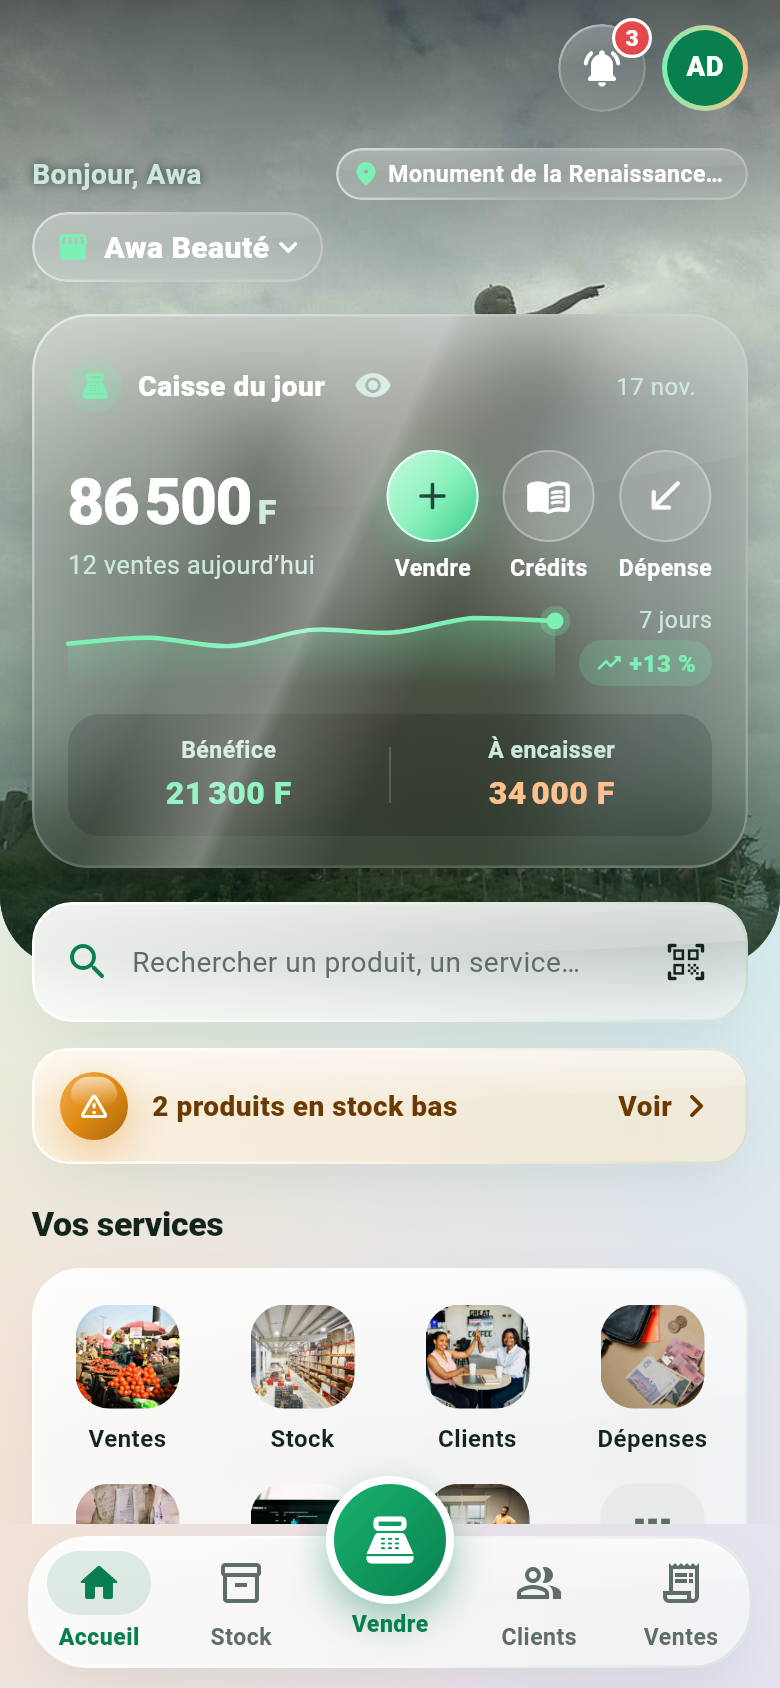 3
AD
Bonjour, Awa
Monument de la Renaissance…
Awa Beauté
Caisse du jour
17 nov.
86 500 F
12 ventes aujourd’hui
Vendre
Crédits
Dépense
7 jours
+13 %
Bénéfice
À encaisser
21 300 F
34 000 F
Rechercher un produit, un service…
2 produits en stock bas
Voir
Vos services
GREAT
COFFEE
Ventes
Stock
Clients
Dépenses
Accueil
Stock
Vendre
Clients
Ventes